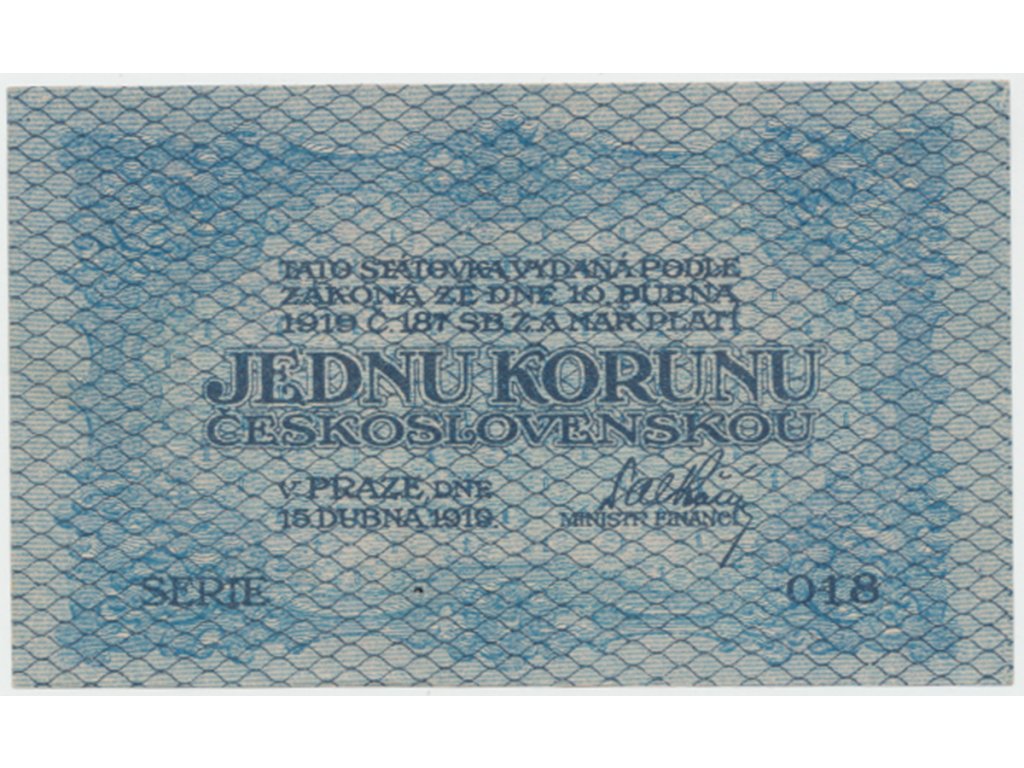 TATO STÁTOVKA VYDANÁ PODLE
ZÁKONA ZE DNE 10. DUBNA
1919 Č. 187 SB. Z. A NAŘ. PLATÍ
JEDNU KORUNU
ČESKOSLOVENSKOU
V PRAZE, DNE
15. DUBNA 1919.
MINISTR FINANCÍ
SERIE 018